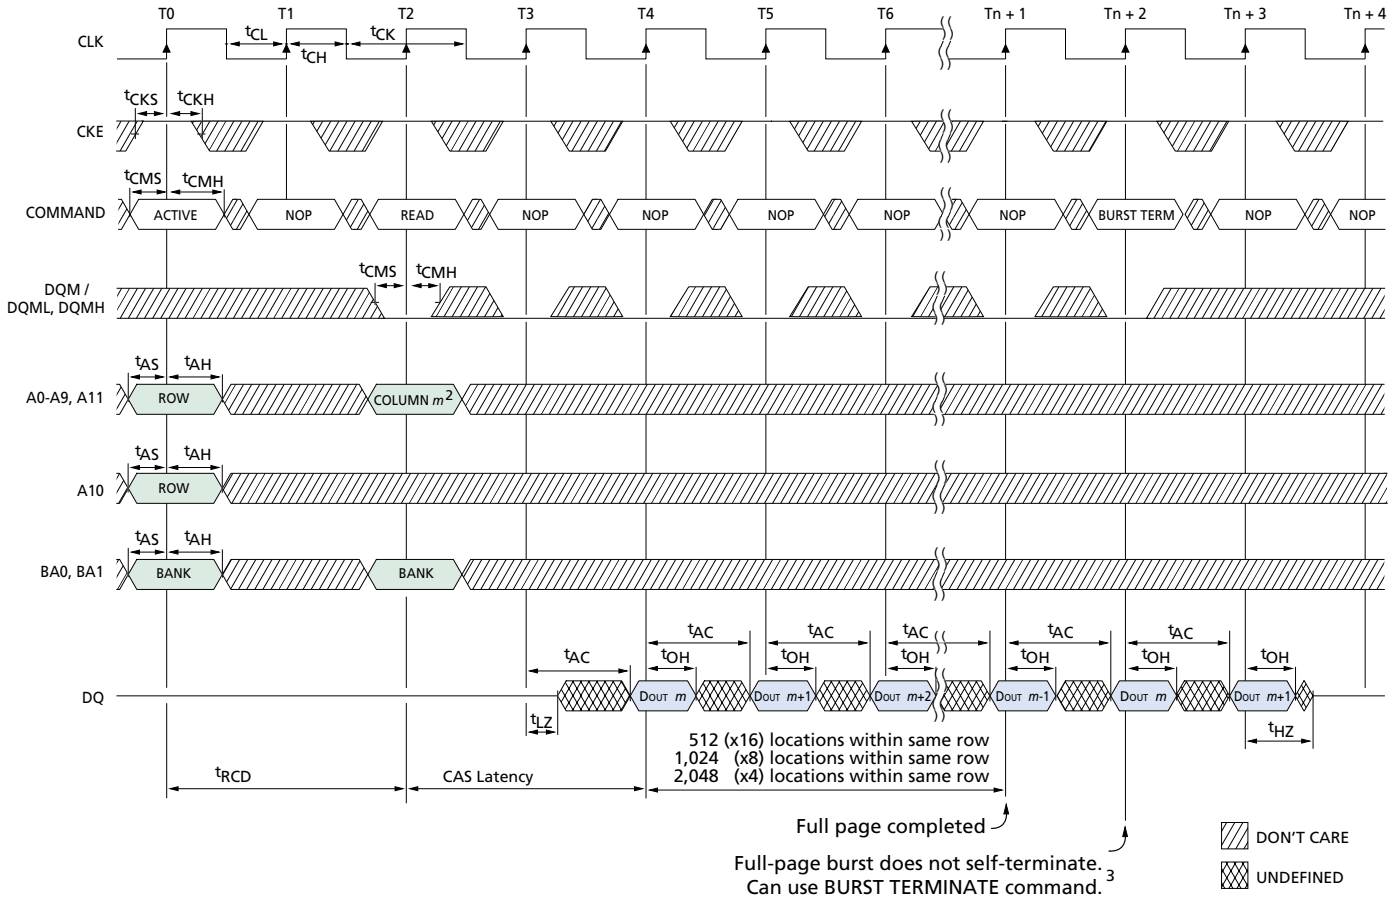 T0 T1 T2 T3 T4 T5 T6 Tn + 1 Tn + 2 Tn + 3 Tn + 4
CLK
tCL tCK
tCH
tCKS tCKH
CKE
tCMS tCMH
COMMAND ACTIVE NOP READ NOP NOP NOP NOP NOP BURST TERM NOP NOP
tCMS tCMH
DQM /
DQML, DQMH
tAS tAH
A0-A9, A11 ROW COLUMN m2
tAS tAH
A10 ROW
tAS tAH
BA0, BA1 BANK BANK
tAC tAC tAC tAC tAC
tAC tOH tOH tOH tOH tOH tOH
DQ DOUT m DOUT m+1 DOUT m+2 DOUT m-1 DOUT m DOUT m+1
tLZ tHZ
512 (x16) locations within same row
1,024 (x8) locations within same row
2,048 (x4) locations within same row
tRCD CAS Latency
Full page completed
Full-page burst does not self-terminate.
Can use BURST TERMINATE command. 3
DON'T CARE
UNDEFINED